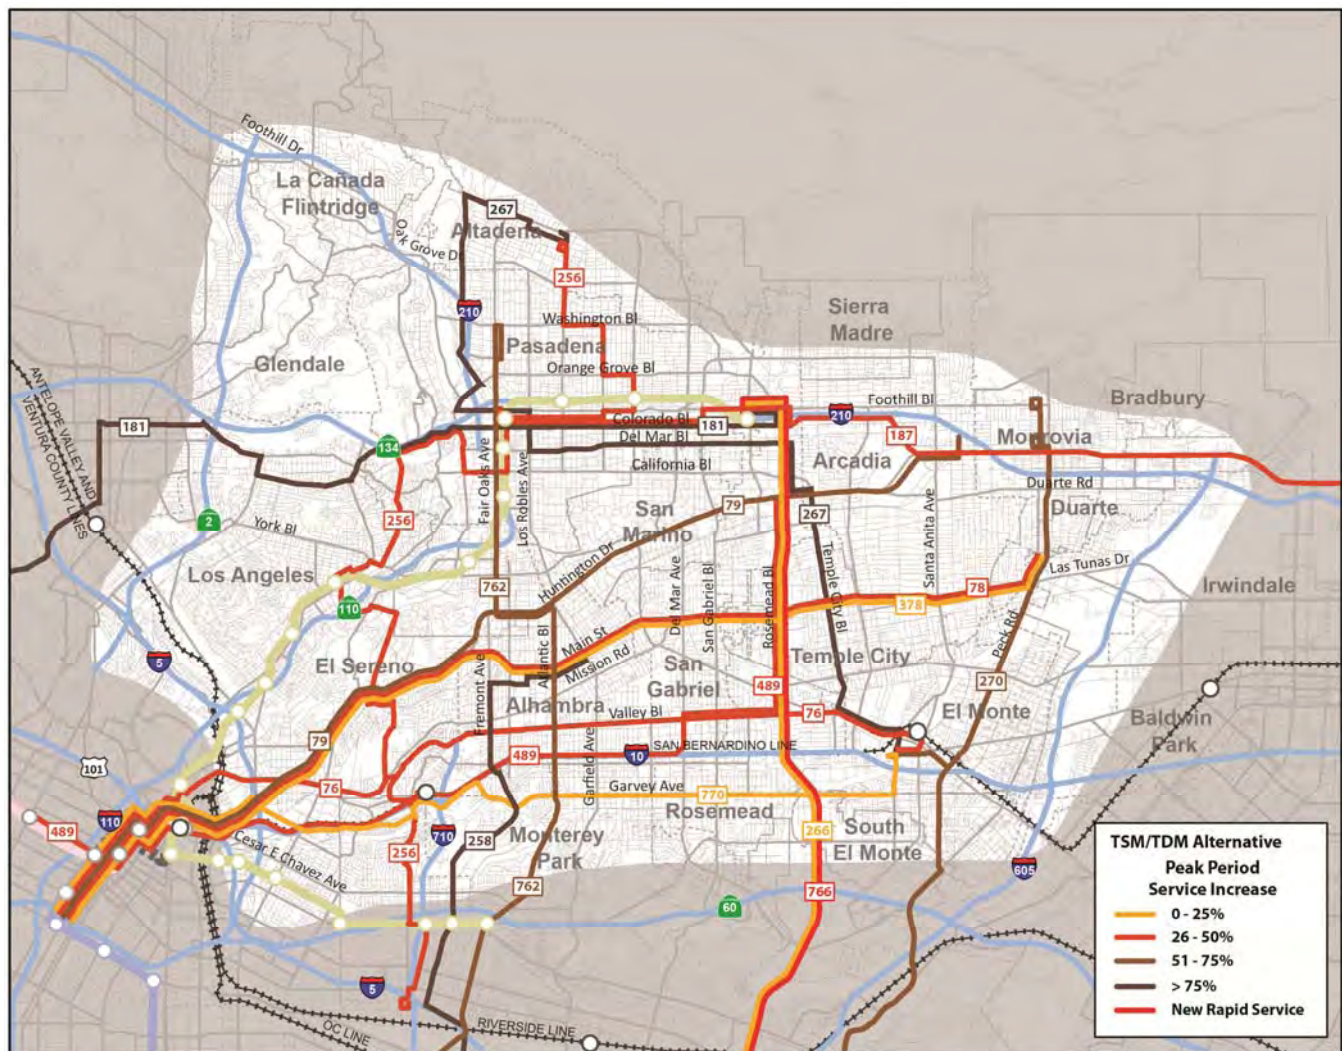 Foothill Dr
La Cañada
Flintridge
267
Altadena
Oak Grove Dr
256
210
Washington Bl
Sierra
Madre
Pasadena
Glendale
Orange Grove Bl
ANTELOPE VALLEY AND
VENTURA COUNTY LINES
Foothill Bl
Bradbury
181
Colorado Bl
181
210
134
Del Mar Bl
187
Monrovia
California Bl
Arcadia
Fair Oaks Ave
Los Robles Ave
Duarte Rd
Duarte
2
York Bl
256
San
Marino
79
267
Santa Anita Ave
Los Angeles
Huntington Dr
Temple City Bl
Las Tunas Dr
Irwindale
762
Del Mar Ave
San Gabriel Bl
Rosemead Bl
378
78
110
Main St
Mission Rd
Atlantic Bl
Peck Rd
5
El Sereno
Fremont Ave
San
Gabriel
Temple City
489
270
Alhambra
Valley Bl
76
El Monte
Baldwin
Park
79
Garfield Ave
489
10
SAN BERNARDINO LINE
101
76
Garvey Ave
770
Rosemead
110
489
Cesar E Chavez Ave
710
266
South
El Monte
256
258
Monterey
Park
762
605
766
60
5
RIVERSIDE LINE
OC LINE
TSM/TDM Alternative
Peak Period
Service Increase
0 - 25%
26 - 50%
51 - 75%
> 75%
New Rapid Service